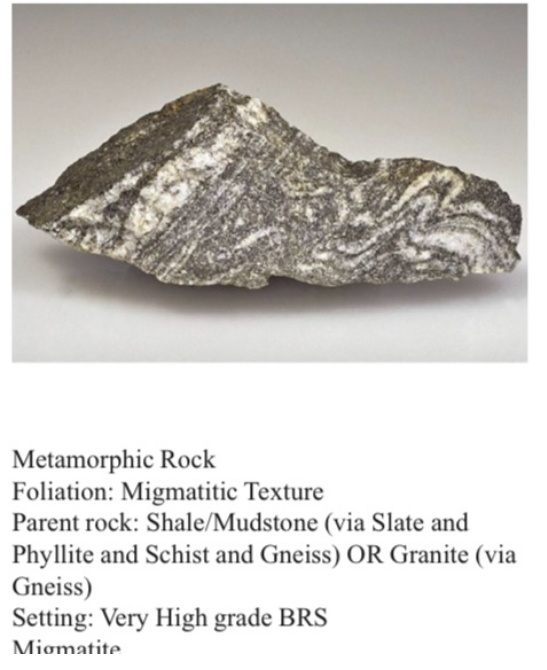 Metamorphic Rock
Foliation: Migmatitic Texture
Parent rock: Shale/Mudstone (via Slate and
Phyllite and Schist and Gneiss) OR Granite (via
Gneiss)
Setting: Very High grade BRS
Migmatite